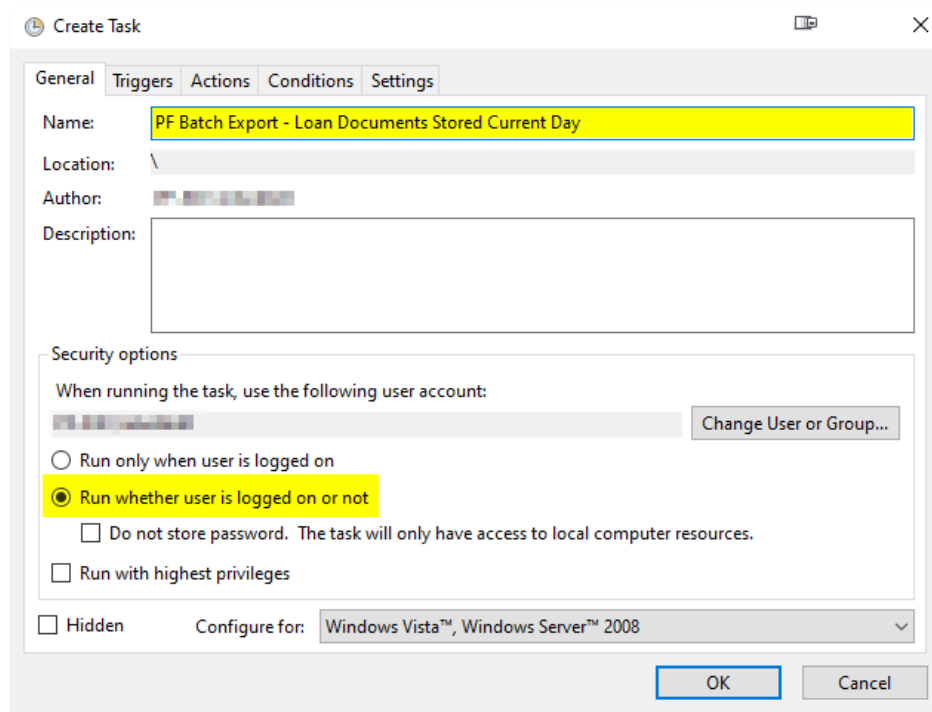 Create Task
General Triggers Actions Conditions Settings
Name: PF Batch Export - Loan Documents Stored Current Day
Location: \
Author:
Description:
Security options
When running the task, use the following user account:
Change User or Group...
Run only when user is logged on
Run whether user is logged on or not
Do not store password. The task will only have access to local computer resources.
Run with highest privileges
Hidden Configure for: Windows Vista™, Windows Server™ 2008
OK Cancel